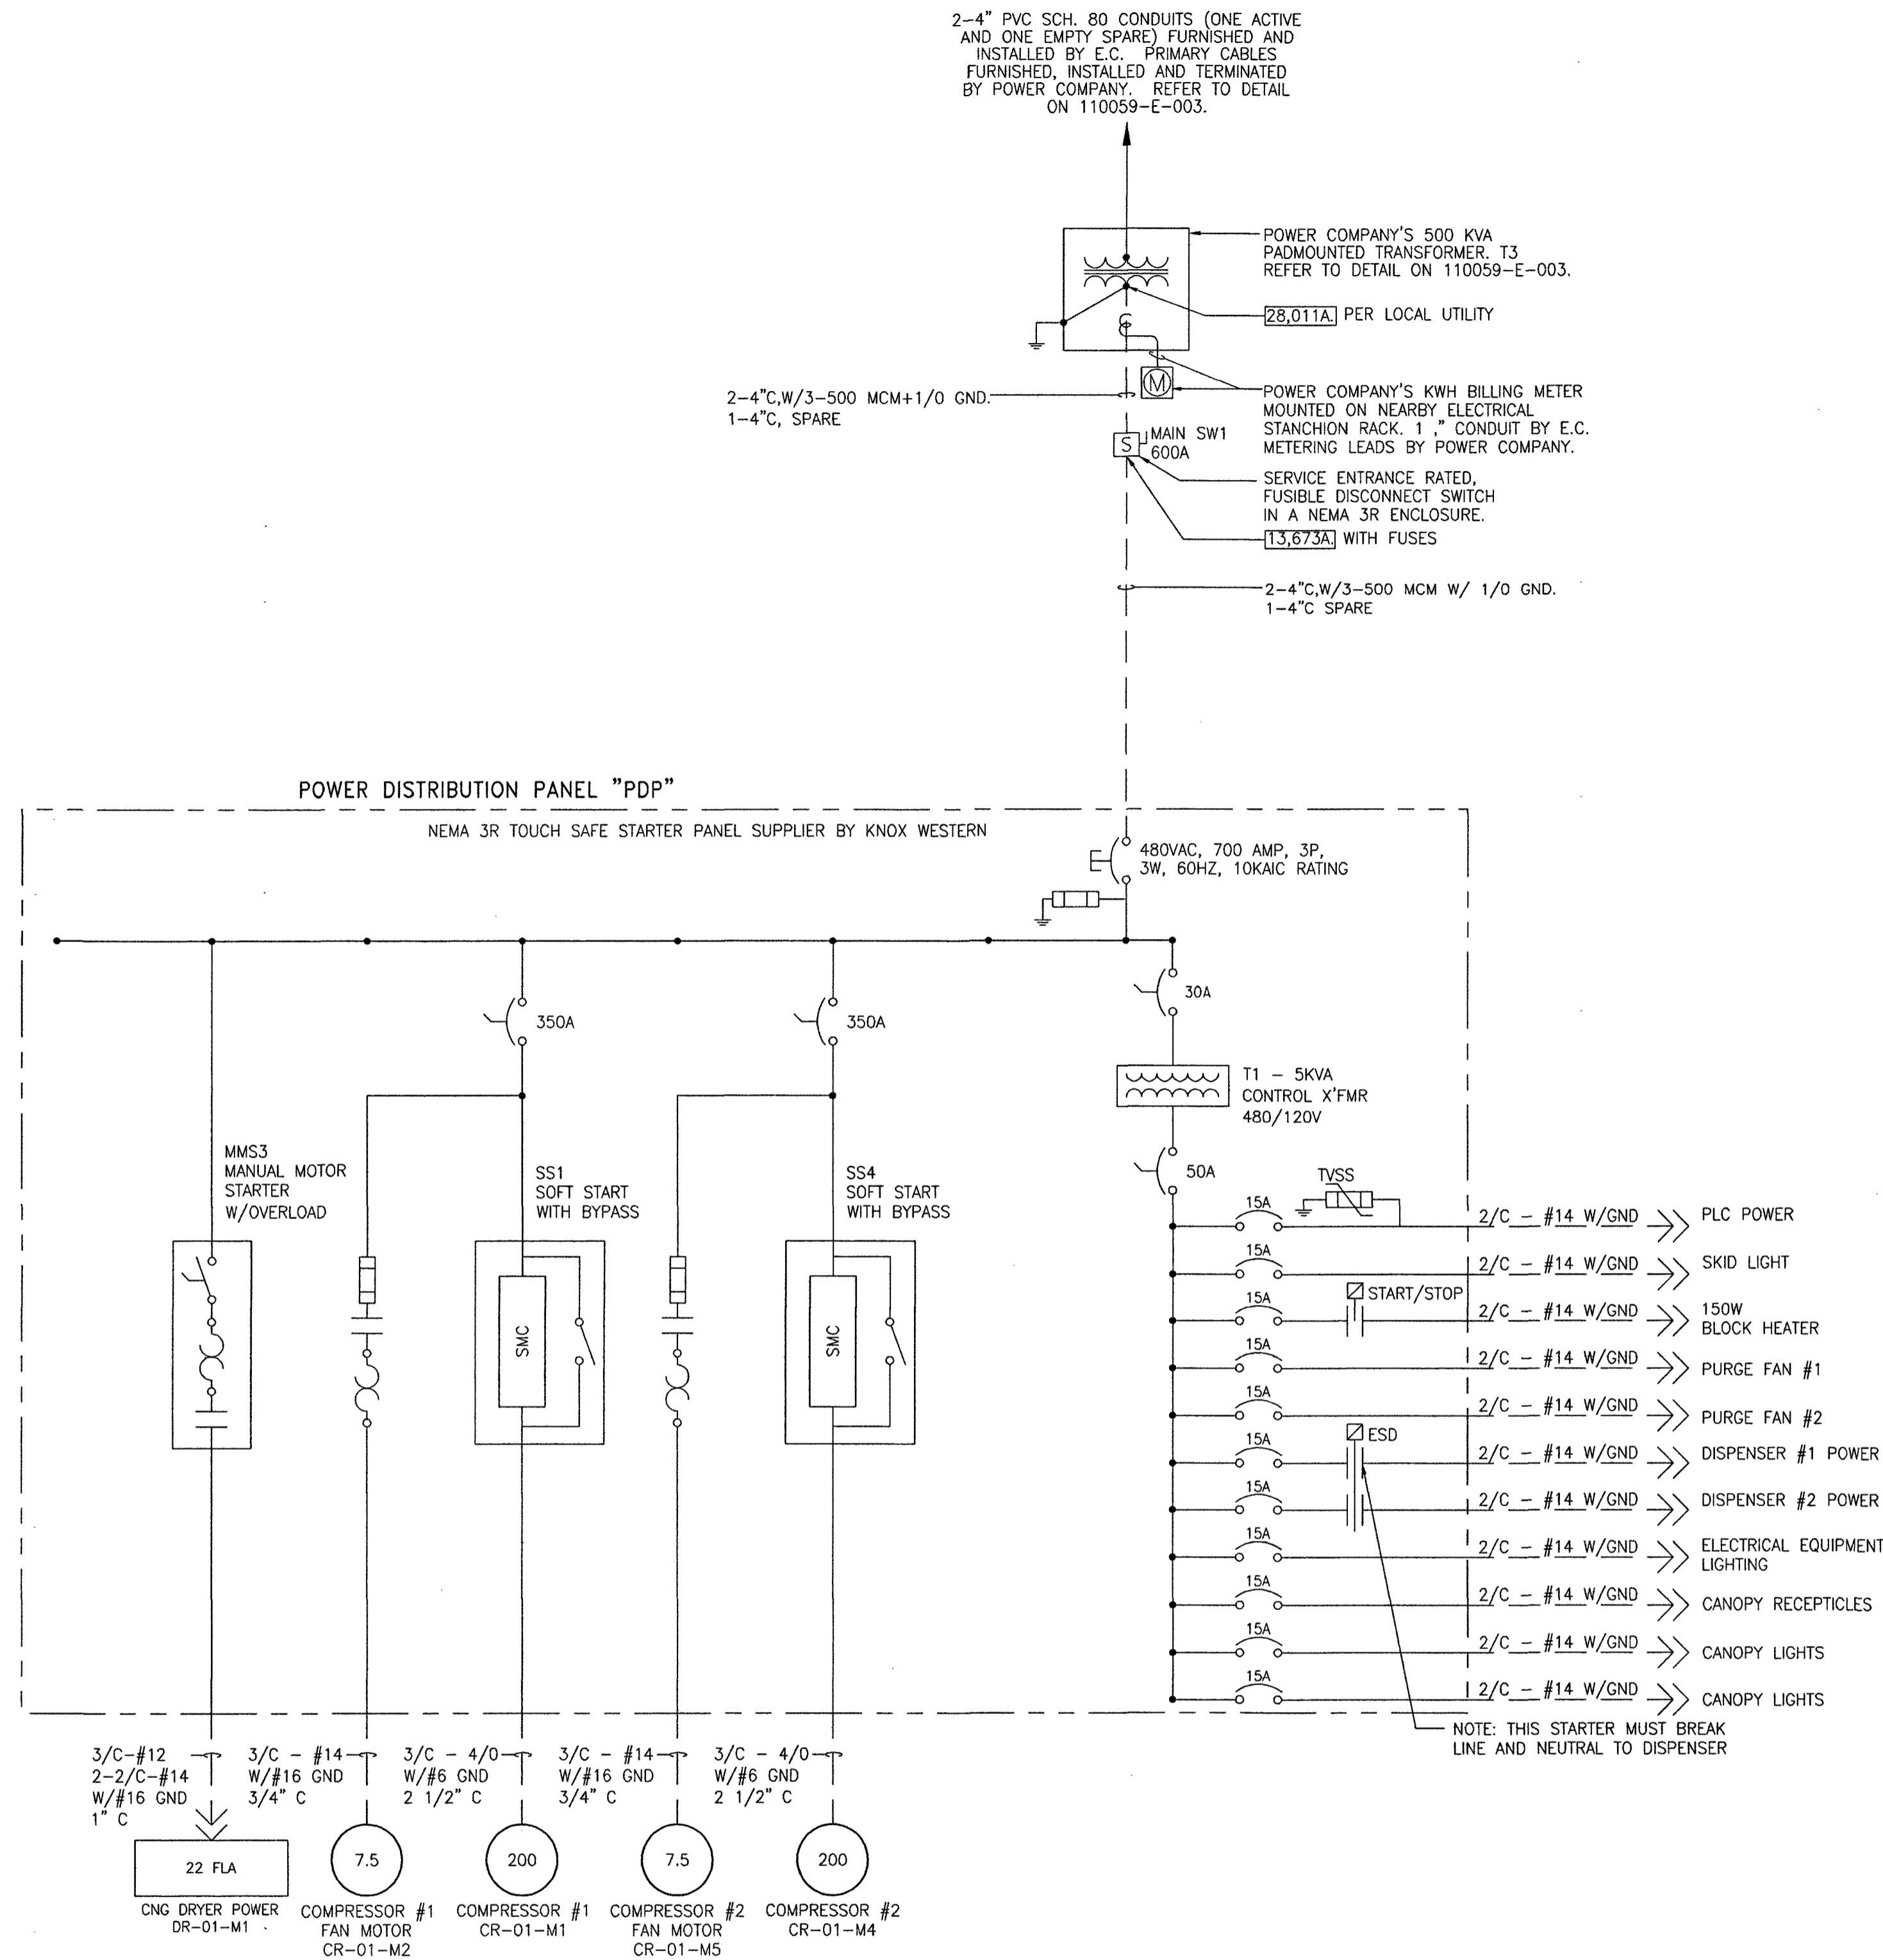 2-4" PVC SCH. 80 CONDUITS (ONE ACTIVE
AND ONE EMPTY SPARE) FURNISHED AND
INSTALLED BY E.C. PRIMARY CABLES
FURNISHED, INSTALLED AND TERMINATED
BY POWER COMPANY. REFER TO DETAIL
ON 110059-E-003.
POWER COMPANY'S 500 KVA
PADMOUNTED TRANSFORMER. T3
REFER TO DETAIL ON 110059-E-003.
28,011A. PER LOCAL UTILITY
M
2-4"C,W/3-500 MCM+1/0 GND.
1-4"C, SPARE
POWER COMPANY'S KWH BILLING METER
MOUNTED ON NEARBY ELECTRICAL
STANCHION RACK. 1 ," CONDUIT BY E.C.
METERING LEADS BY POWER COMPANY.
S
MAIN SW1
600A
SERVICE ENTRANCE RATED,
FUSIBLE DISCONNECT SWITCH
IN A NEMA 3R ENCLOSURE.
13,673A. WITH FUSES
2-4"C,W/3-500 MCM W/ 1/0 GND.
1-4"C SPARE
POWER DISTRIBUTION PANEL "PDP"
NEMA 3R TOUCH SAFE STARTER PANEL SUPPLIER BY KNOX WESTERN
480VAC, 700 AMP, 3P,
3W, 60HZ, 10KAIC RATING
30A
350A
350A
T1 - 5KVA
CONTROL X'FMR
480/120V
50A
MMS3
MANUAL MOTOR
STARTER
W/OVERLOAD
SS1
SOFT START
WITH BYPASS
SMC
SS4
SOFT START
WITH BYPASS
SMC
TVSS
15A
2/C - #14 W/GND
PLC POWER
15A
2/C - #14 W/GND
SKID LIGHT
15A
START/STOP
2/C - #14 W/GND
150W
BLOCK HEATER
15A
2/C - #14 W/GND
PURGE FAN #1
15A
2/C - #14 W/GND
PURGE FAN #2
15A
ESD
2/C - #14 W/GND
DISPENSER #1 POWER
15A
2/C - #14 W/GND
DISPENSER #2 POWER
15A
2/C - #14 W/GND
ELECTRICAL EQUIPMENT
LIGHTING
15A
2/C - #14 W/GND
CANOPY RECEPTICLES
15A
2/C - #14 W/GND
CANOPY LIGHTS
15A
2/C - #14 W/GND
CANOPY LIGHTS
NOTE: THIS STARTER MUST BREAK
LINE AND NEUTRAL TO DISPENSER
3/C-#12
2-2/C-#14
W/#16 GND
1" C
3/C - #14
W/#16 GND
3/4" C
3/C - 4/0
W/#6 GND
2 1/2" C
3/C - #14
W/#16 GND
3/4" C
3/C - 4/0
W/#6 GND
2 1/2" C
22 FLA
CNG DRYER POWER
DR-01-M1
7.5
COMPRESSOR #1
FAN MOTOR
CR-01-M2
200
COMPRESSOR #1
CR-01-M1
7.5
COMPRESSOR #2
FAN MOTOR
CR-01-M5
200
COMPRESSOR #2
CR-01-M4